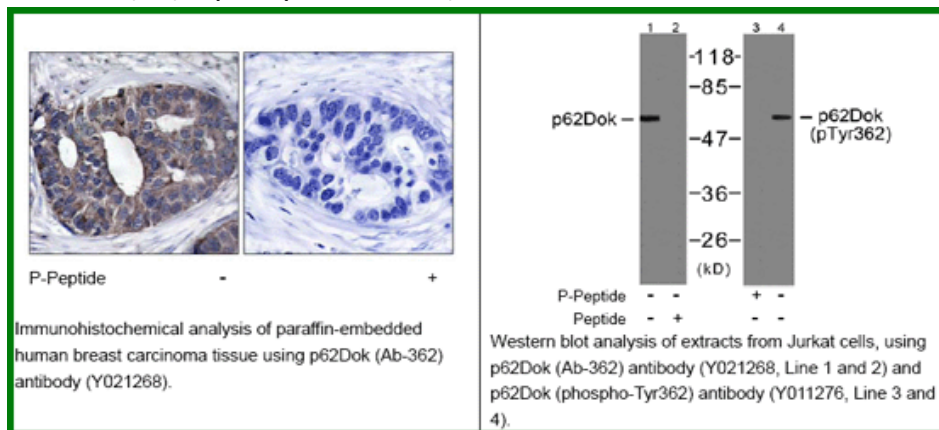 P-Peptide - +
Immunohistochemical analysis of paraffin-embedded
human breast carcinoma tissue using p62Dok (Ab-362)
antibody (Y021268).
1 2 3 4
-118-
-85-
p62Dok – – p62Dok
(pTyr362)
-47-
-36-
-26-
(kD)
P-Peptide - - + -
Peptide - + - -
Western blot analysis of extracts from Jurkat cells, using
p62Dok (Ab-362) antibody (Y021268, Line 1 and 2) and
p62Dok (phospho-Tyr362) antibody (Y011276, Line 3 and
4).